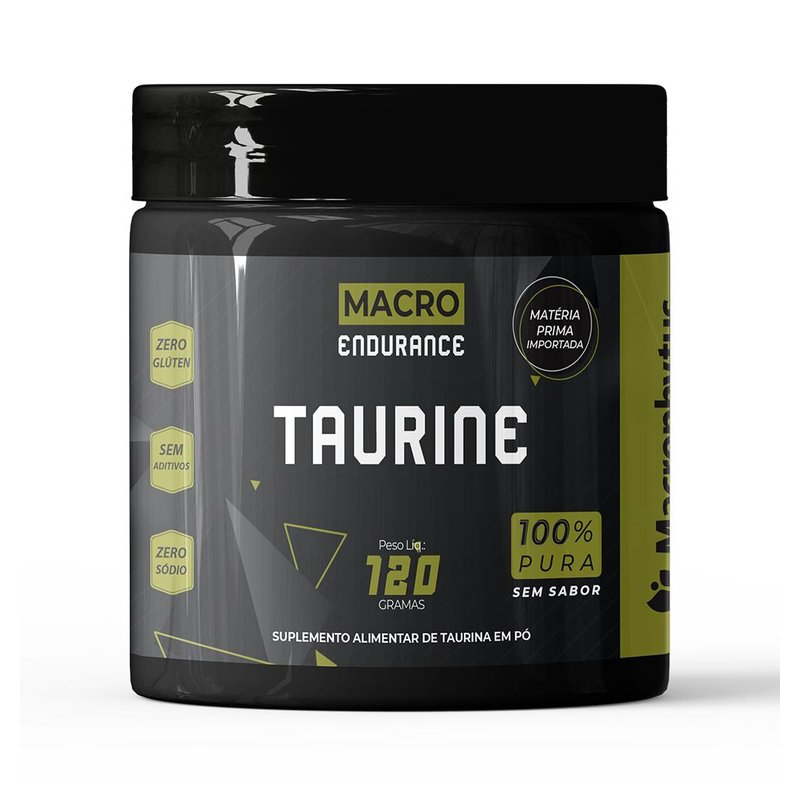 MACRO
ENDURANCE
MATÉRIA
PRIMA
IMPORTADA
ZERO
GLÚTEN
TAURINE
SEM
ADITIVOS
ZERO
SÓDIO
Peso Líq.:
120
GRAMAS
100%
PURA
SEM SABOR
SUPLEMENTO ALIMENTAR DE TAURINA EM PÓ
Macrophytus